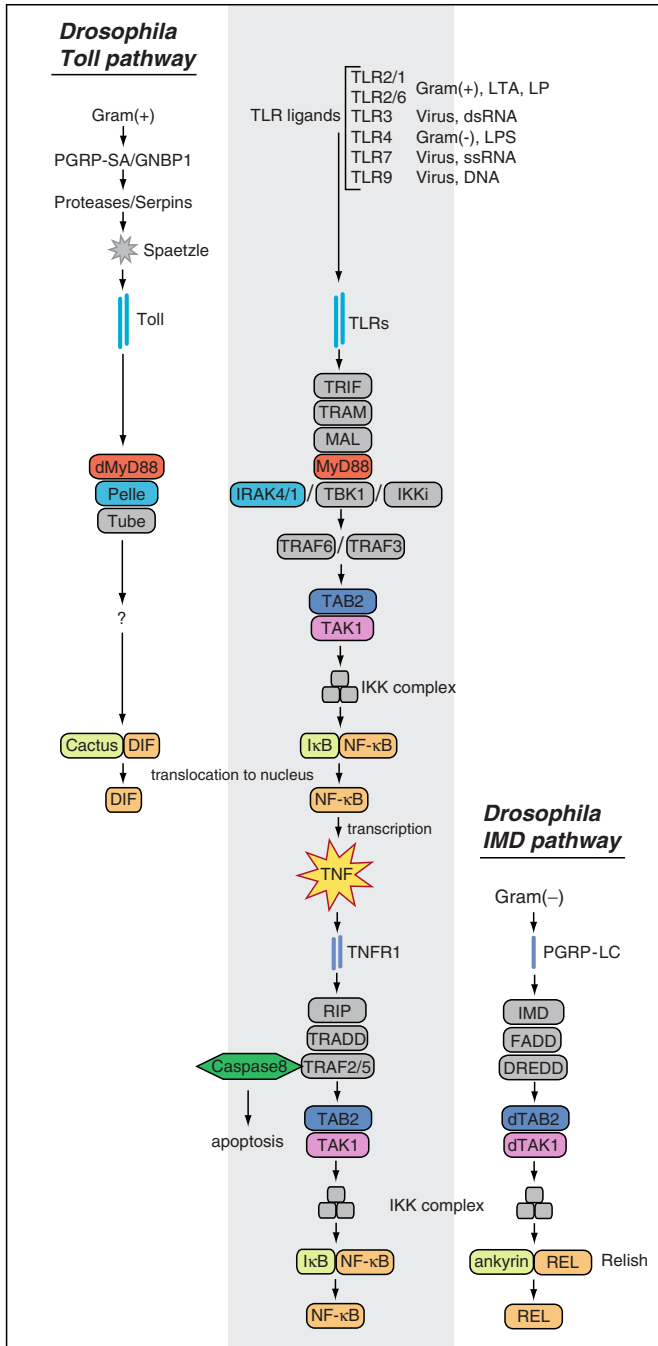 Drosophila
Toll pathway
Gram(+)
PGRP-SA/GNBP1
Proteases/Serpins
Spaetzle
Toll
dMyD88
Pelle
Tube
?
Cactus DIF
translocation to nucleus
DIF
TLR ligands
TLR2/1
TLR2/6
Gram(+), LTA, LP
TLR3 Virus, dsRNA
TLR4 Gram(-), LPS
TLR7 Virus, ssRNA
TLR9 Virus, DNA
TLRs
TRIF
TRAM
MAL
MyD88
IRAK4/1 / TBK1 / IKKi
TRAF6 / TRAF3
TAB2
TAK1
IKK complex
IκB NF-κB
NF-κB
transcription
TNF
TNFR1
RIP
TRADD
Caspase8 TRAF2/5
apoptosis
TAB2
TAK1
IKK complex
IκB NF-κB
NF-κB
Drosophila
IMD pathway
Gram(−)
PGRP-LC
IMD
FADD
DREDD
dTAB2
dTAK1
ankyrin REL Relish
REL